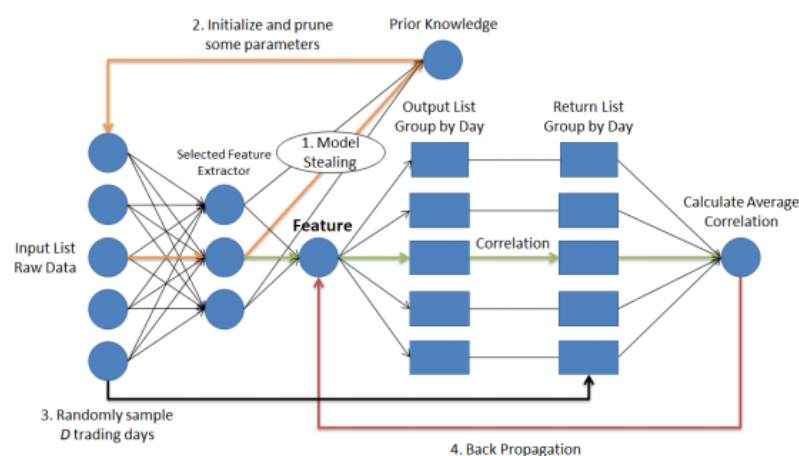 2. Initialize and prune
some parameters
Prior Knowledge
Output List
Group by Day
Return List
Group by Day
1. Model
Stealing
Selected Feature
Extractor
Calculate Average
Correlation
Feature
Input List
Raw Data
Correlation
3. Randomly sample
D trading days
4. Back Propagation